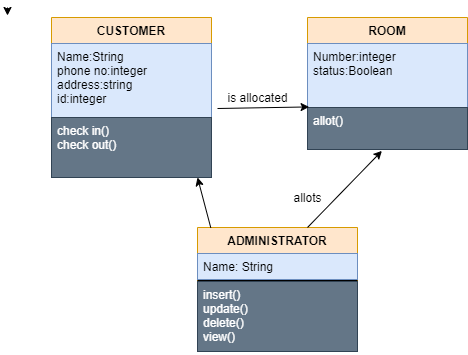 CUSTOMER
Name:String
phone no:integer
address:string
id:integer
check in()
check out()
is allocated
ROOM
Number:integer
status:Boolean
allot()
allots
ADMINISTRATOR
Name: String
insert()
update()
delete()
view()